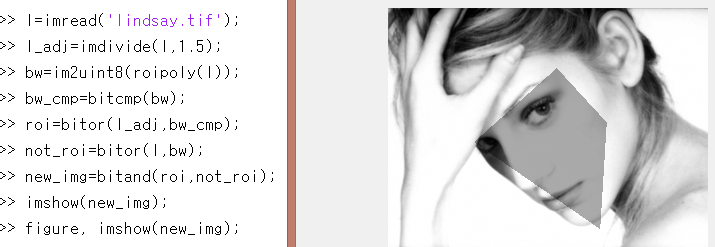 >> I=imread('lindsay.tif');
>> I_adj=imdivide(I,1.5);
>> bw=im2uint8(roipoly(I));
>> bw_cmp=bitcmp(bw);
>> roi=bitor(I_adj,bw_cmp);
>> not_roi=bitor(I,bw);
>> new_img=bitand(roi,not_roi);
>> imshow(new_img);
>> figure, imshow(new_img);